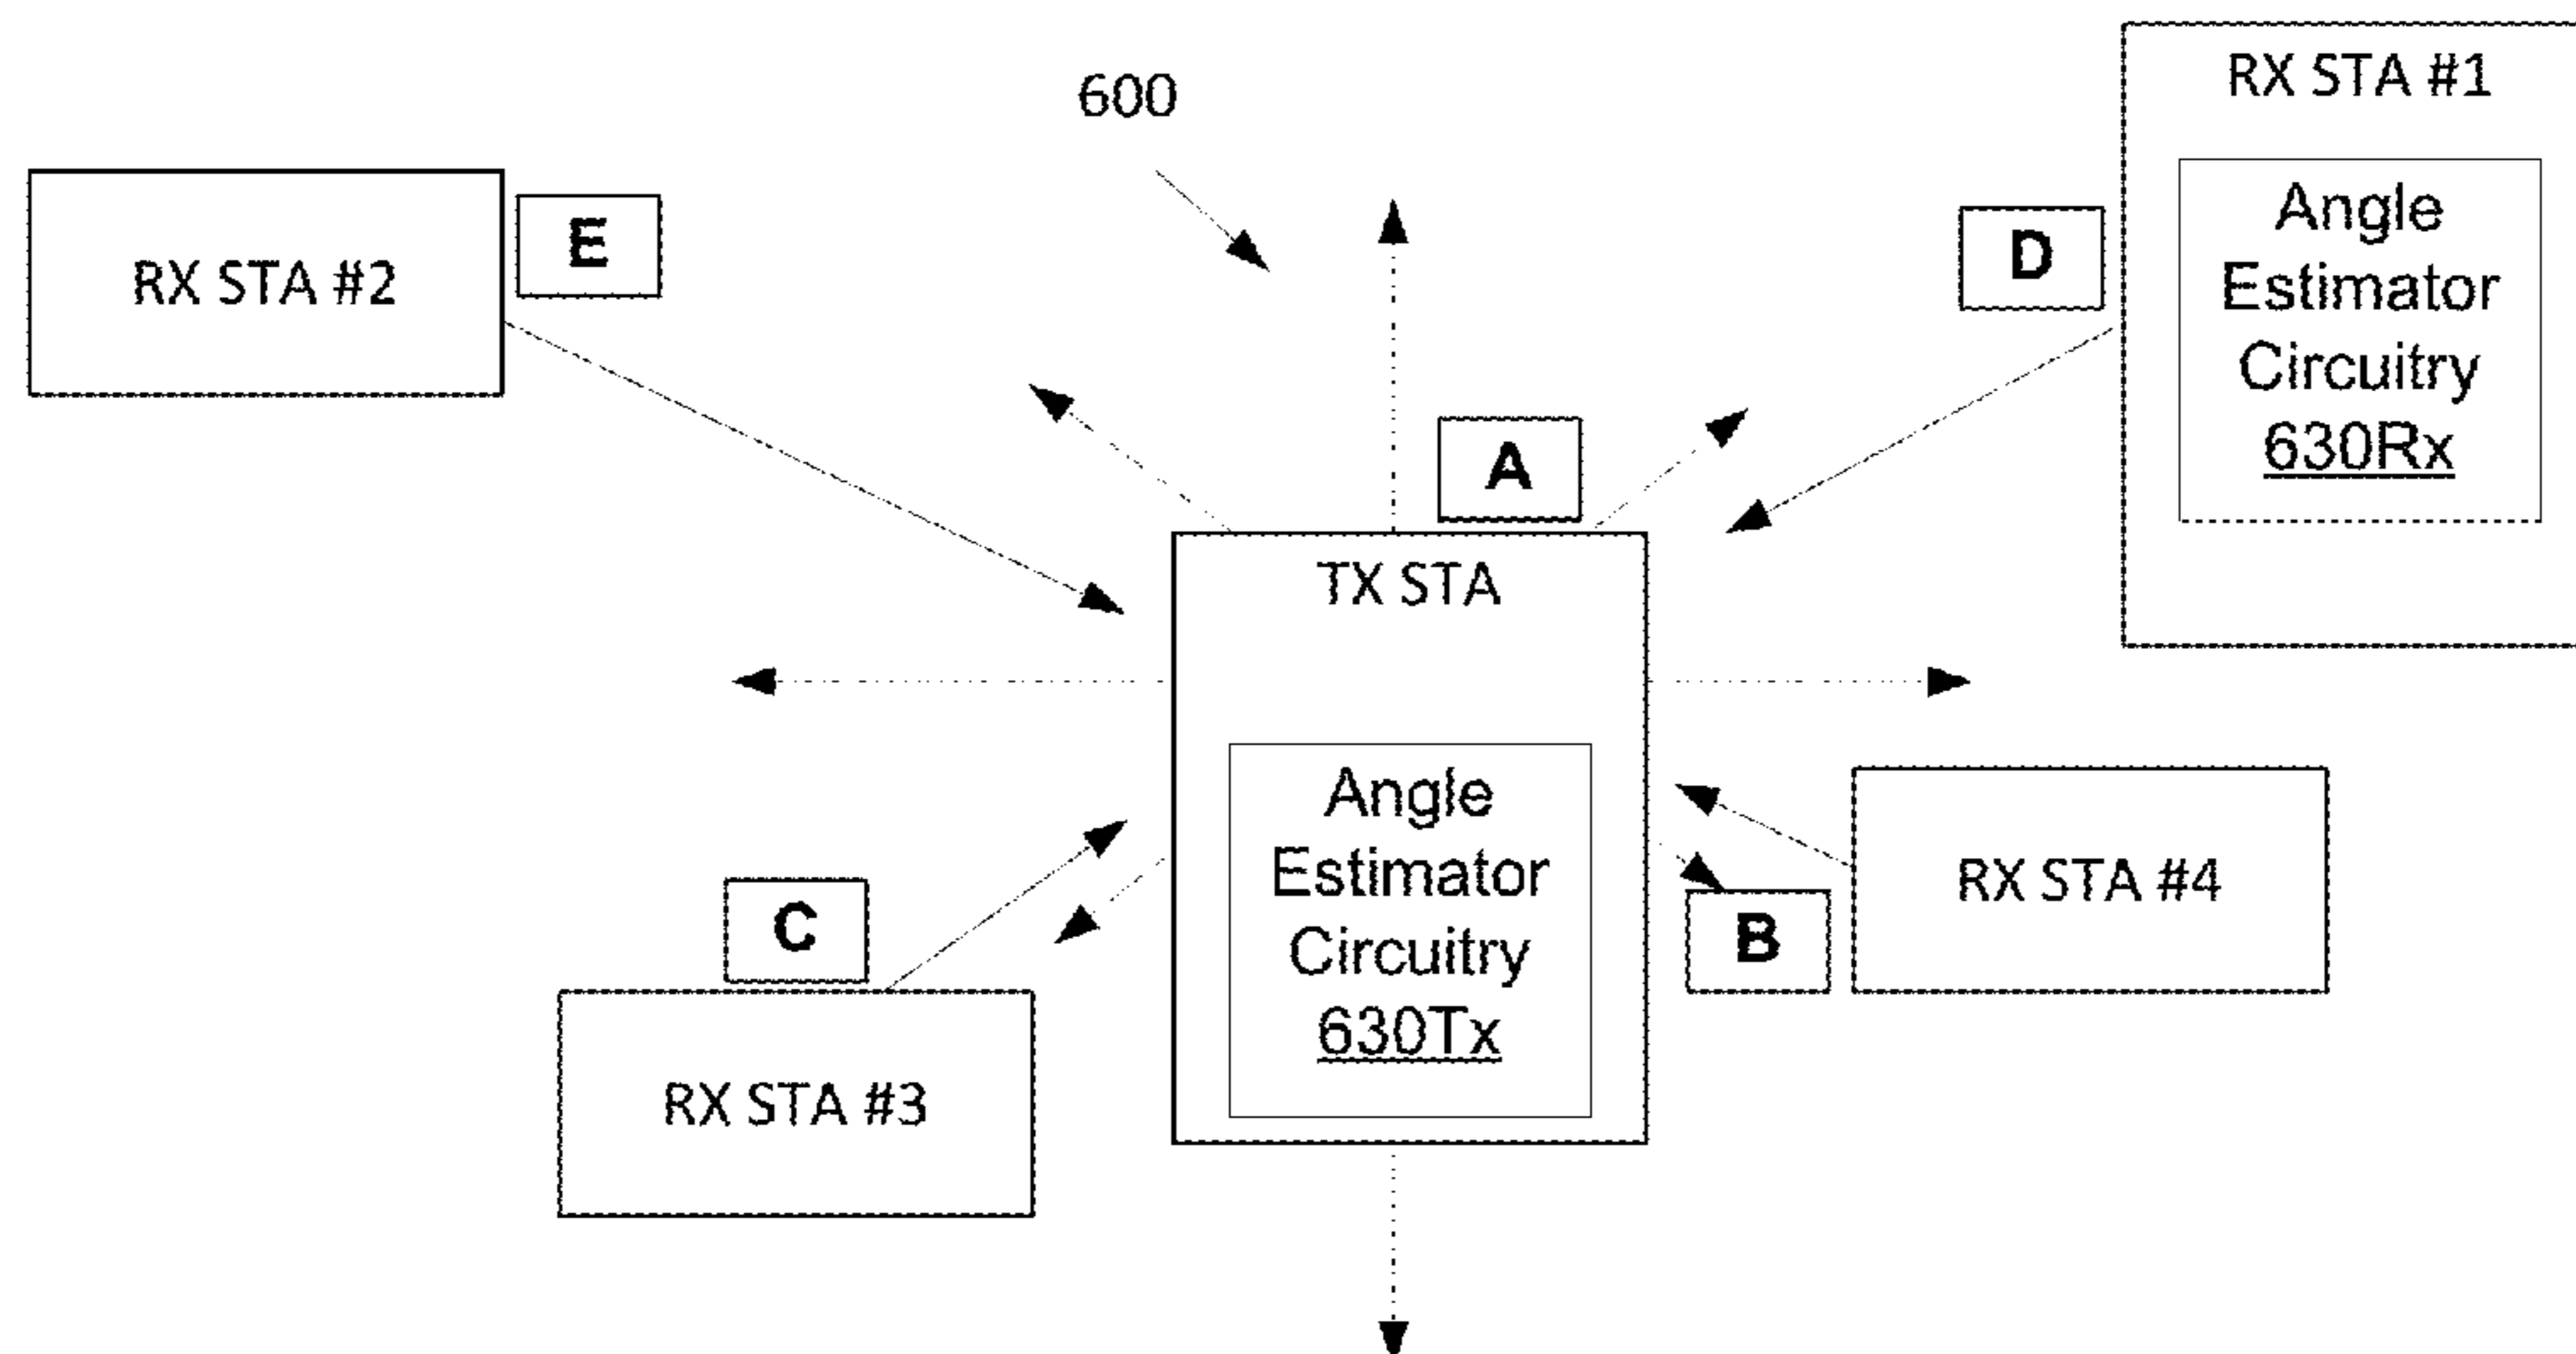 600
RX STA #1
Angle
Estimator
Circuitry
630Rx
D
RX STA #2
E
A
TX STA
Angle
Estimator
Circuitry
630Tx
RX STA #4
B
C
RX STA #3